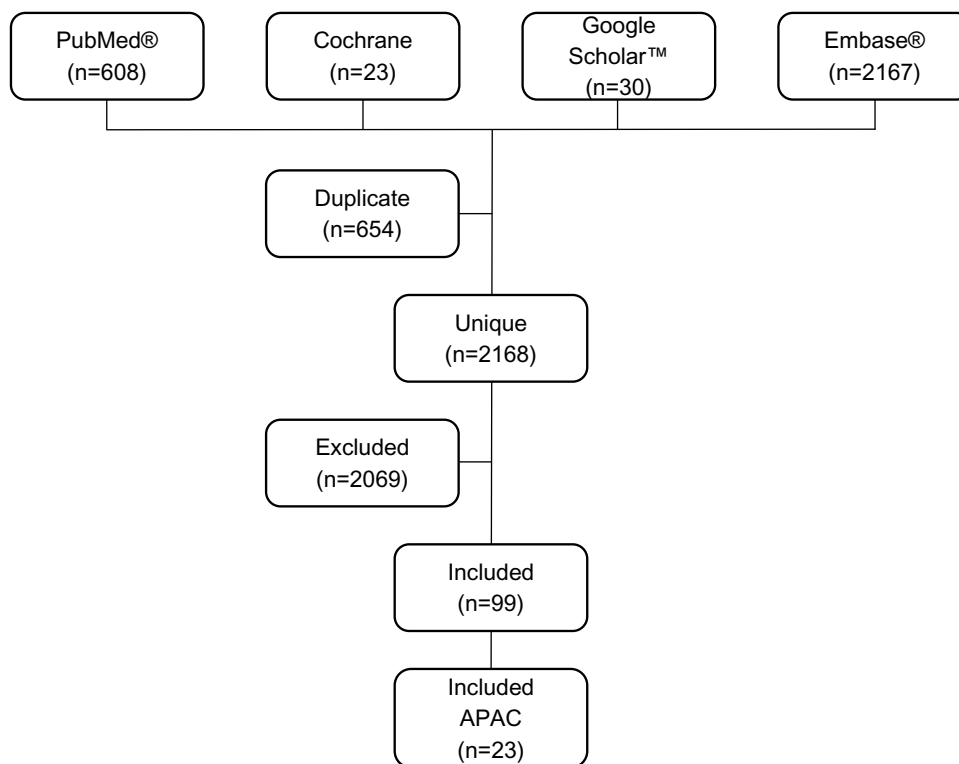 PubMed®
(n=608)
Cochrane
(n=23)
Google
Scholar™
(n=30)
Embase®
(n=2167)
Duplicate
(n=654)
Unique
(n=2168)
Excluded
(n=2069)
Included
(n=99)
Included
APAC
(n=23)